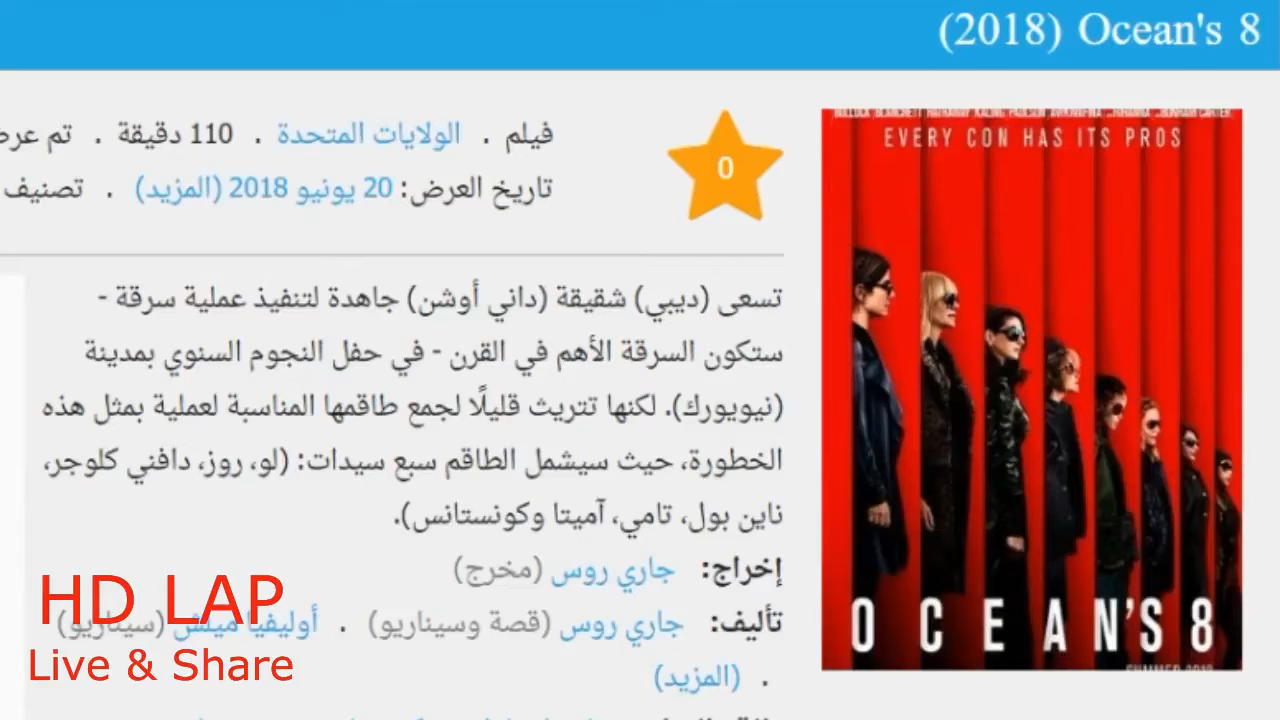 (2018) Ocean's 8
فيلم . الولايات المتحدة . 110 دقيقة . تم
0
تاريخ العرض: 20 يونيو 2018 (المزيد) . تصنيف
تسعى (ديبي) شقيقة (داني أوشن) جاهدة لتنفيذ عملية سرقة -
ستكون السرقة الأهم في القرن - في حفل النجوم السنوي بمدينة
(نيويورك). لكنها تتريث قليلًا لجمع طاقمها المناسبة لعملية بمثل هذه
الخطورة، حيث سيشمل الطاقم سبع سيدات: (لو، روز، دافني كلوجر،
ناين بول، تامي، آميتا وكونستانس).
إخراج: جاري روس (مخرج)
تأليف: جاري روس (قصة وسيناريو) . أوليفيا ميلش (سيناريو)
. (المزيد)
EVERY CON HAS ITS PROS
OCEAN'S 8
HD LAP
Live & Share